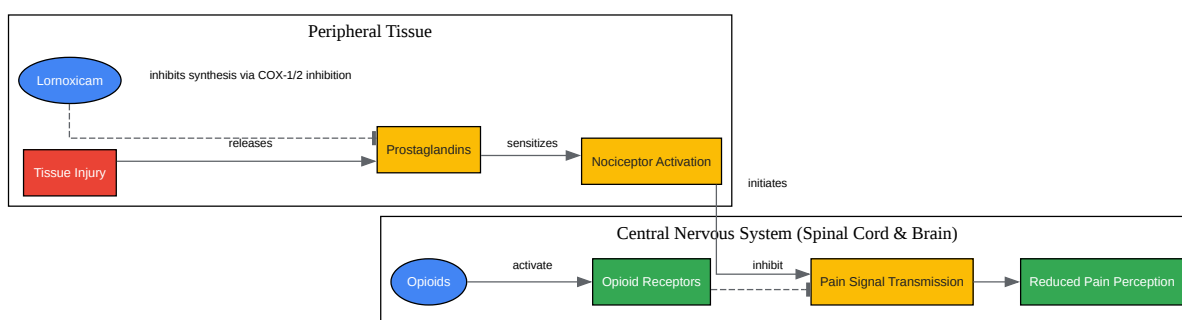 Peripheral Tissue
Lornoxicam
inhibits synthesis via COX-1/2 inhibition
releases
Prostaglandins
sensitizes
Nociceptor Activation
Tissue Injury
initiates
Central Nervous System (Spinal Cord & Brain)
Opioids
activate
Opioid Receptors
inhibit
Pain Signal Transmission
Reduced Pain Perception